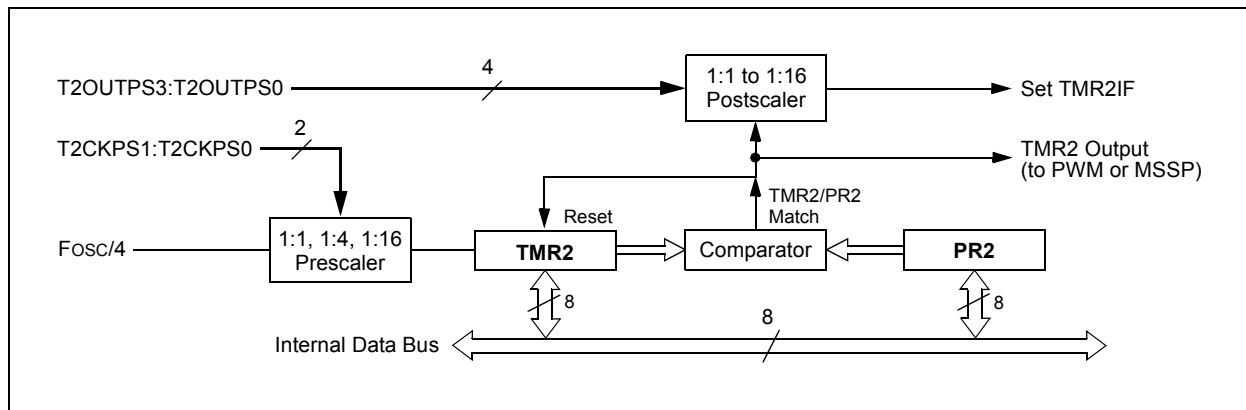 T2OUTPS3:T2OUTPS0
4
1:1 to 1:16
Postscaler
Set TMR2IF
T2CKPS1:T2CKPS0
2
TMR2 Output
(to PWM or MSSP)
TMR2/PR2
Match
Reset
FOSC/4
1:1, 1:4, 1:16
Prescaler
TMR2
Comparator
PR2
8
8
8
Internal Data Bus